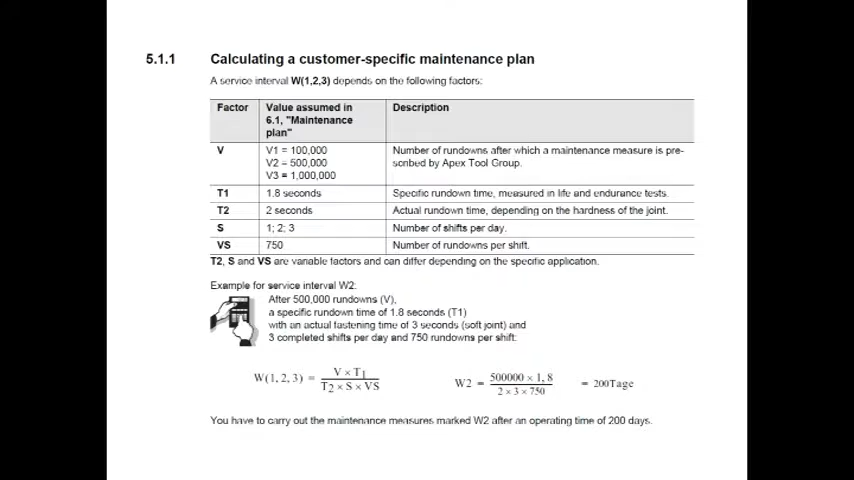 5.1.1 Calculating a customer-specific maintenance plan
A service interval W(1,2,3) depends on the following factors:
Factor Value assumed in 6.1, "Maintenance plan" Description
V V1 = 100,000 V2 = 500,000 V3 = 1,000,000 Number of rundowns after which a maintenance measure is pre-
scribed by Apex Tool Group.
T1 1.8 seconds Specific rundown time, measured in life and endurance tests.
T2 2 seconds Actual rundown time, depending on the hardness of the joint.
S 1; 2; 3 Number of shifts per day.
VS 750 Number of rundowns per shift.
T2, S and VS are variable factors and can differ depending on the specific application.
Example for service interval W2:
After 500,000 rundowns (V),
a specific rundown time of 1.8 seconds (T1)
with an actual fastening time of 3 seconds (soft joint) and
3 completed shifts per day and 750 rundowns per shift:
W(1, 2, 3) = V × T1 / T2 × S × VS
W2 = 500000 × 1, 8 / 2 × 3 × 750 = 200Tage
You have to carry out the maintenance measures marked W2 after an operating time of 200 days.